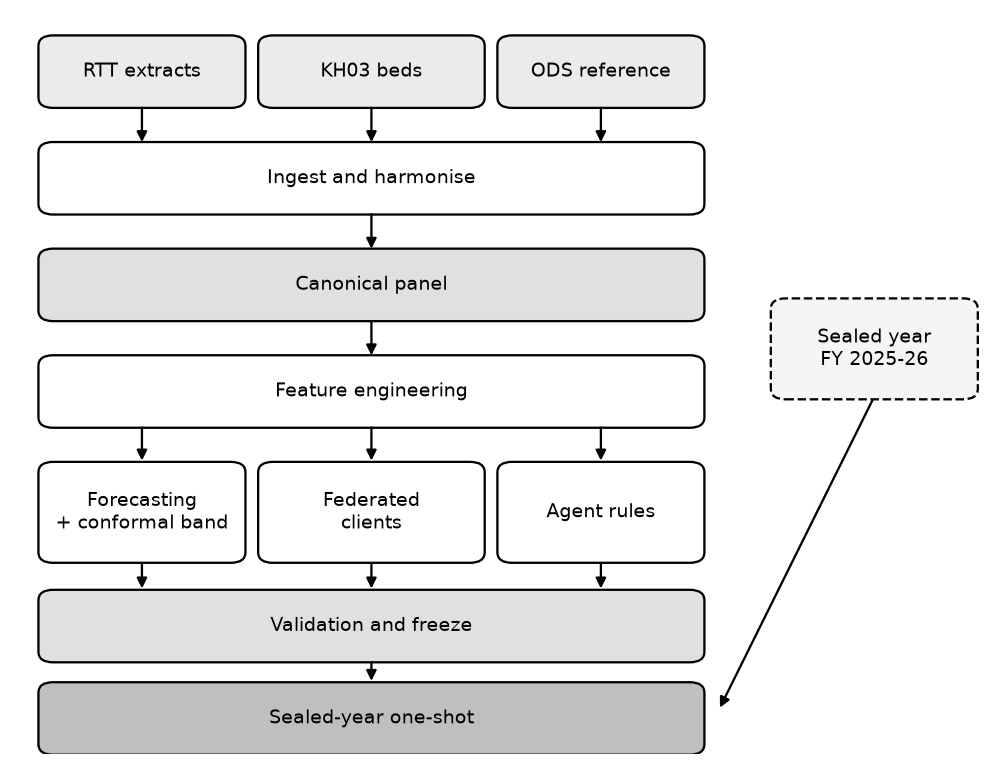 RTT extracts
KH03 beds
ODS reference
Ingest and harmonise
Canonical panel
Sealed year
FY 2025-26
Feature engineering
Forecasting
+ conformal band
Federated
clients
Agent rules
Validation and freeze
Sealed-year one-shot